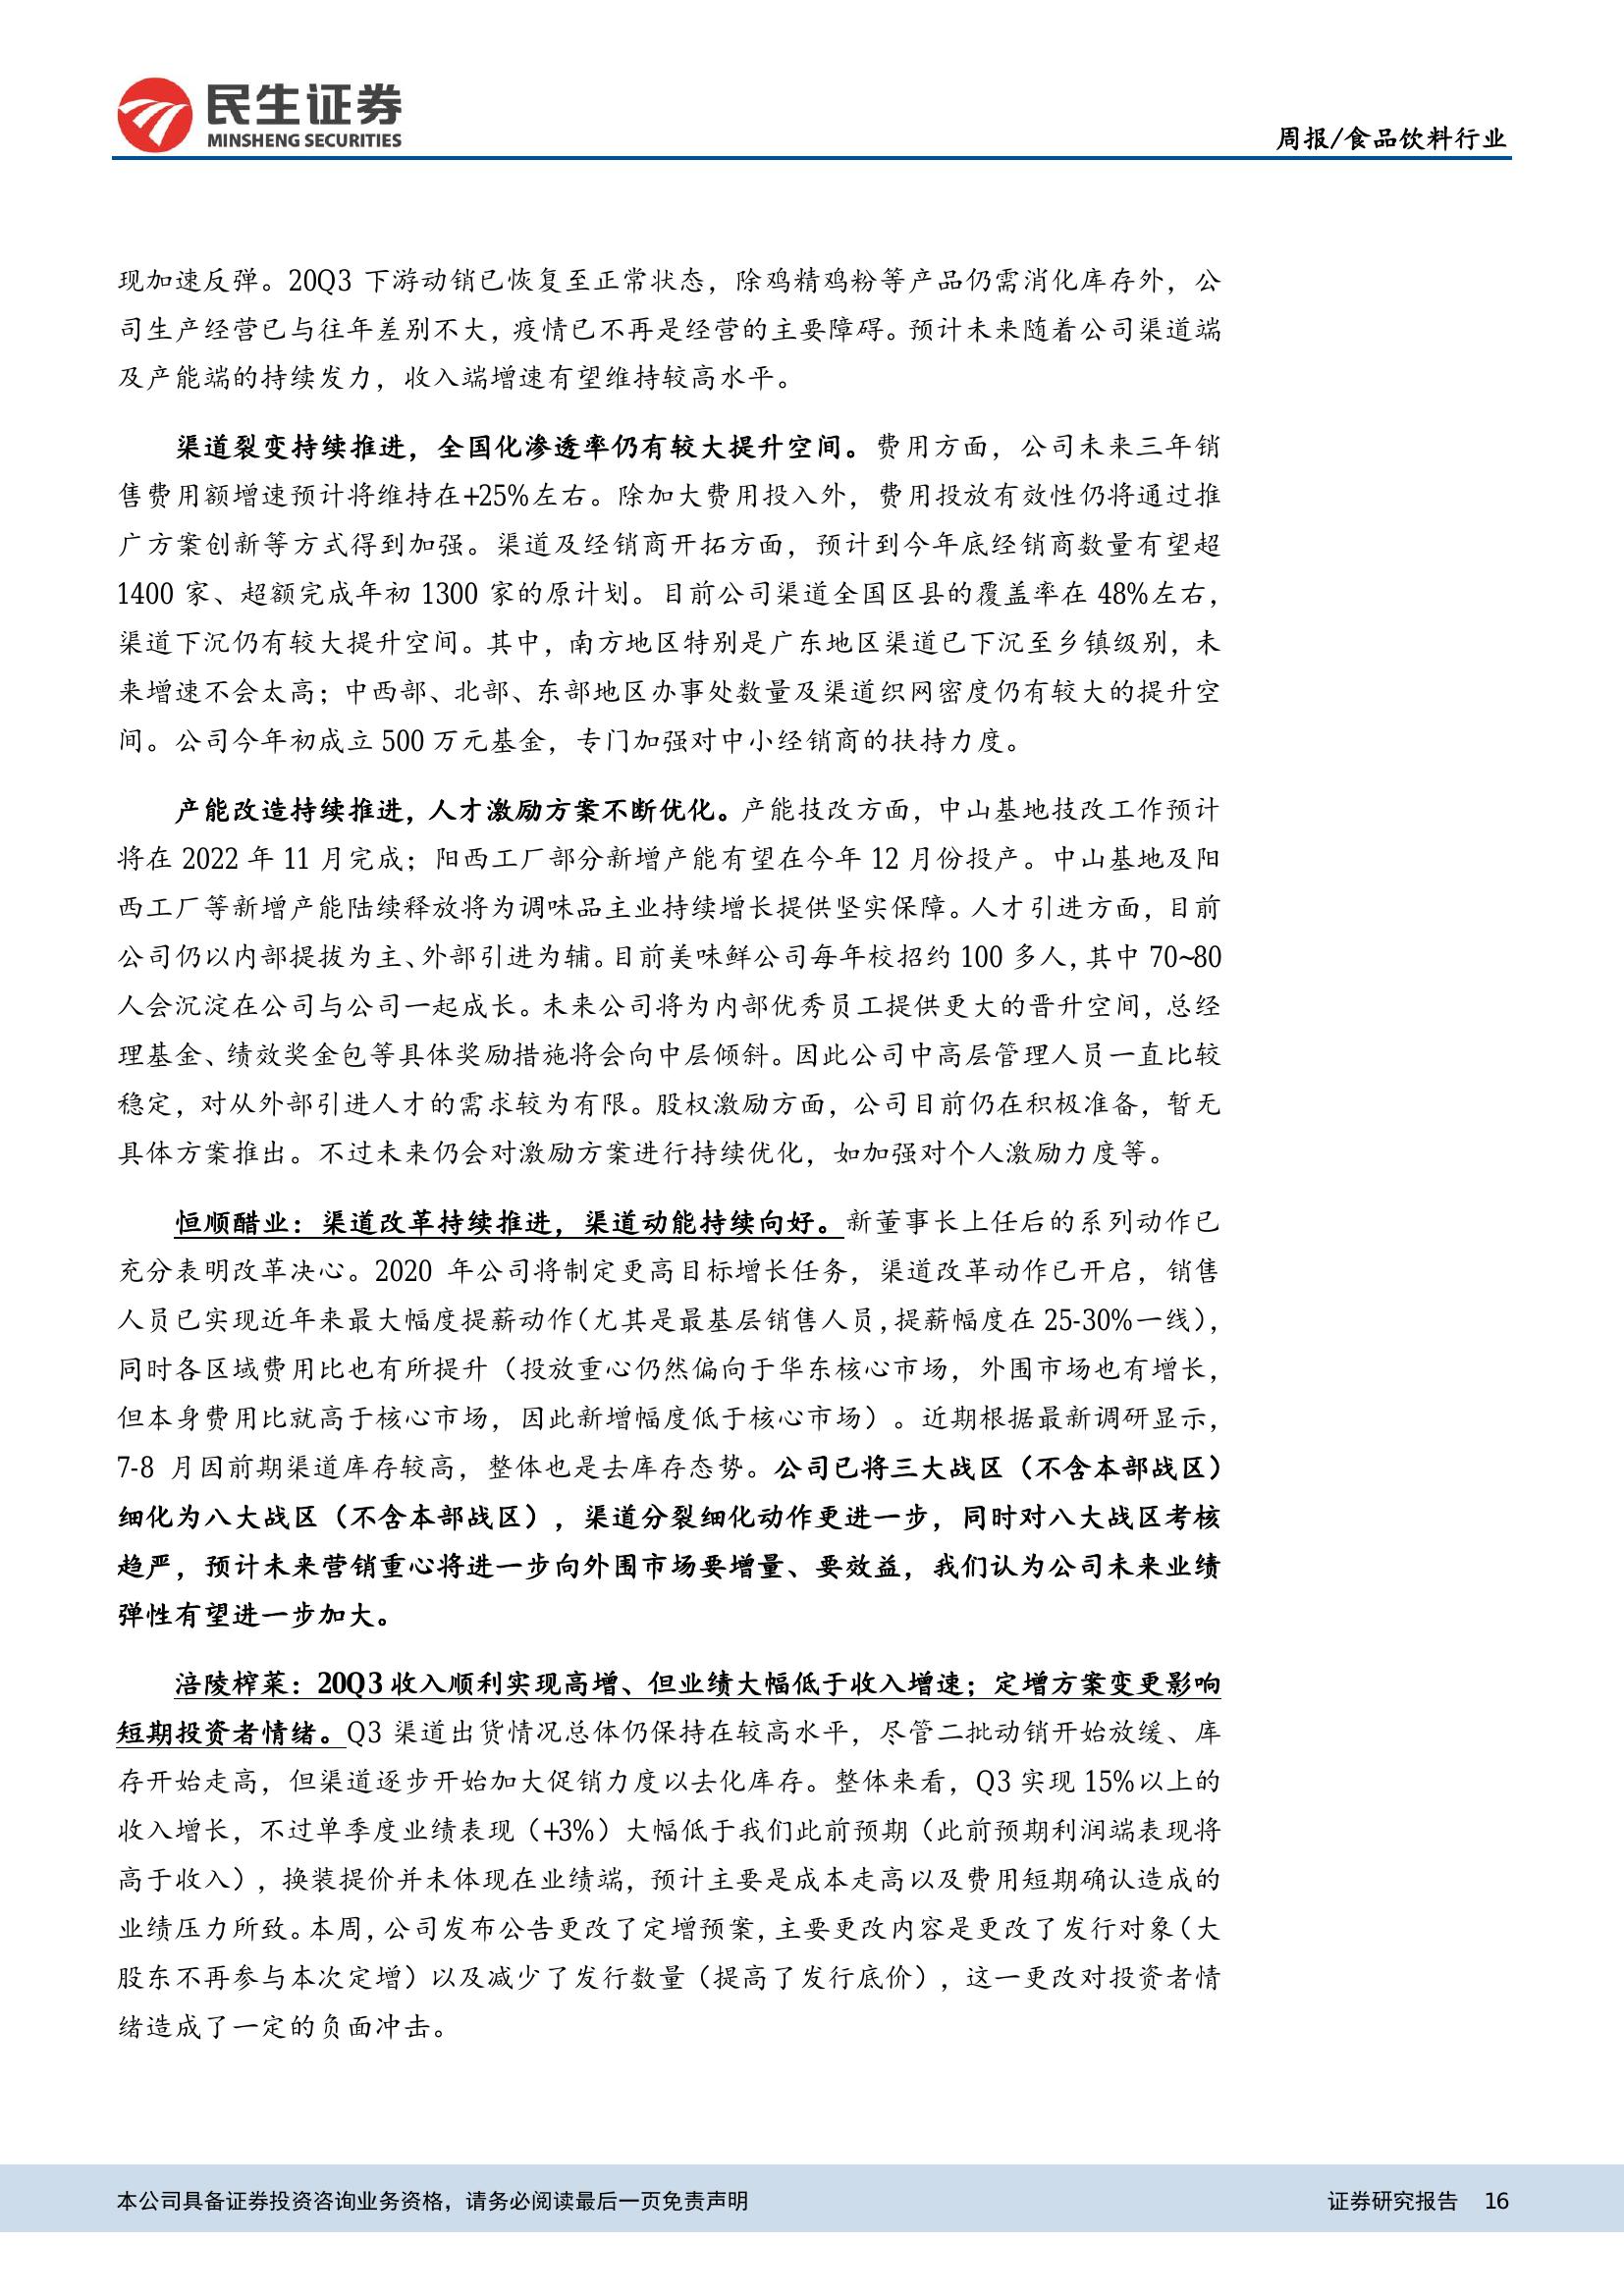 民生证券
MINSHENG SECURITIES
周报/食品饮料行业
现加速反弹。20Q3 下游动销已恢复至正常状态，除鸡精鸡粉等产品仍需消化库存外，公
司生产经营已与往年差别不大，疫情已不再是经营的主要障碍。预计未来随着公司渠道端
及产能端的持续发力，收入端增速有望维持较高水平。
渠道裂变持续推进，全国化渗透率仍有较大提升空间。费用方面，公司未来三年销
售费用额增速预计将维持在+25%左右。除加大费用投入外，费用投放有效性仍将通过推
广方案创新等方式得到加强。渠道及经销商开拓方面，预计到今年底经销商数量有望超
1400 家、超额完成年初 1300 家的原计划。目前公司渠道全国区县的覆盖率在 48%左右，
渠道下沉仍有较大提升空间。其中，南方地区特别是广东地区渠道已下沉至乡镇级别，未
来增速不会太高；中西部、北部、东部地区办事处数量及渠道织网密度仍有较大的提升空
间。公司今年初成立 500 万元基金，专门加强对中小经销商的扶持力度。
产能改造持续推进，人才激励方案不断优化。产能技改方面，中山基地技改工作预计
将在 2022 年 11 月完成；阳西工厂部分新增产能有望在今年 12 月份投产。中山基地及阳
西工厂等新增产能陆续释放将为调味品主业持续增长提供坚实保障。人才引进方面，目前
公司仍以内部提拔为主、外部引进为辅。目前美味鲜公司每年校招约 100 多人，其中 70~80
人会沉淀在公司与公司一起成长。未来公司将为内部优秀员工提供更大的晋升空间，总经
理基金、绩效奖金包等具体奖励措施将会向中层倾斜。因此公司中高层管理人员一直比较
稳定，对从外部引进人才的需求较为有限。股权激励方面，公司目前仍在积极准备，暂无
具体方案推出。不过未来仍会对激励方案进行持续优化，如加强对个人激励力度等。
恒顺醋业：渠道改革持续推进，渠道动能持续向好。新董事长上任后的系列动作已
充分表明改革决心。2020 年公司将制定更高目标增长任务，渠道改革动作已开启，销售
人员已实现近年来最大幅度提薪动作（尤其是最基层销售人员，提薪幅度在 25-30%一线），
同时各区域费用比也有所提升（投放重心仍然偏向于华东核心市场，外围市场也有增长，
但本身费用比就高于核心市场，因此新增幅度低于核心市场）。近期根据最新调研显示，
7-8 月因前期渠道库存较高，整体也是去库存态势。公司已将三大战区（不含本部战区）
细化为八大战区（不含本部战区），渠道分裂细化动作更进一步，同时对八大战区考核
趋严，预计未来营销重心将进一步向外围市场要增量、要效益，我们认为公司未来业绩
弹性有望进一步加大。
涪陵榨菜：20Q3 收入顺利实现高增、但业绩大幅低于收入增速；定增方案变更影响
短期投资者情绪。Q3 渠道出货情况总体仍保持在较高水平，尽管二批动销开始放缓、库
存开始走高，但渠道逐步开始加大促销力度以去化库存。整体来看，Q3 实现 15%以上的
收入增长，不过单季度业绩表现（+3%）大幅低于我们此前预期（此前预期利润端表现将
高于收入），换装提价并未体现在业绩端，预计主要是成本走高以及费用短期确认造成的
业绩压力所致。本周，公司发布公告更改了定增预案，主要更改内容是更改了发行对象（大
股东不再参与本次定增）以及减少了发行数量（提高了发行底价），这一更改对投资者情
绪造成了一定的负面冲击。
本公司具备证券投资咨询业务资格，请务必阅读最后一页免责声明
证券研究报告 16